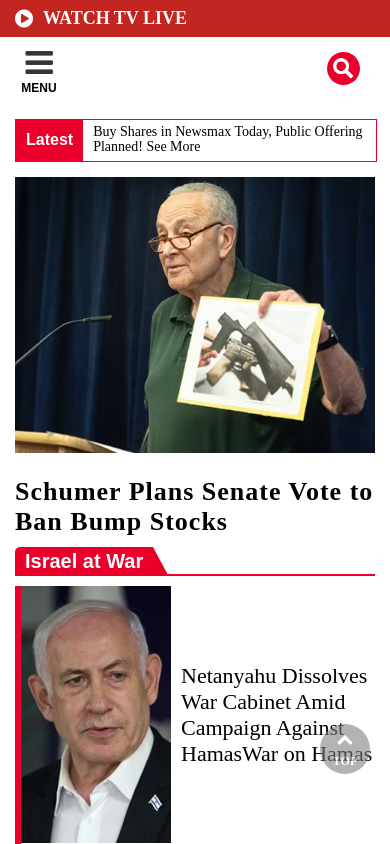 WATCH TV LIVE
MENU
Latest
Buy Shares in Newsmax Today, Public Offering
Planned! See More
Schumer Plans Senate Vote to
Ban Bump Stocks
Israel at War
Netanyahu Dissolves
War Cabinet Amid
Campaign Against
HamasWar on Hamas
TOP